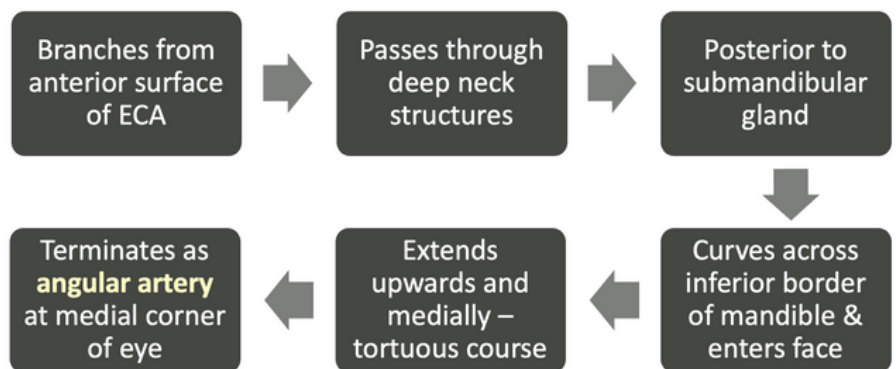 Branches from
anterior surface
of ECA
Passes through
deep neck
structures
Posterior to
submandibular
gland
Curves across
inferior border
of mandible &
enters face
Extends
upwards and
medially –
tortuous course
Terminates as
angular artery
at medial corner
of eye